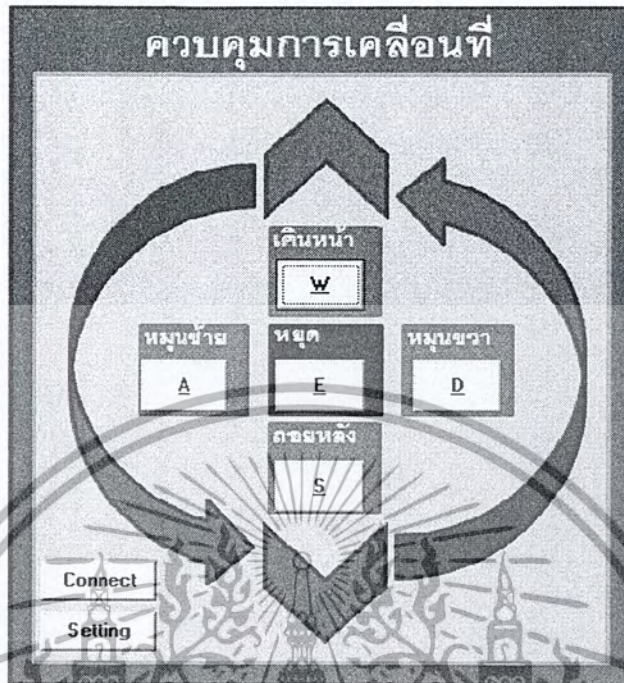 ควบคุมการเคลื่อนที่
เดินหน้า
W
หมุนซ้าย
หยุด
หมุนขวา
A
E
D
ถอยหลัง
S
Connect
Setting